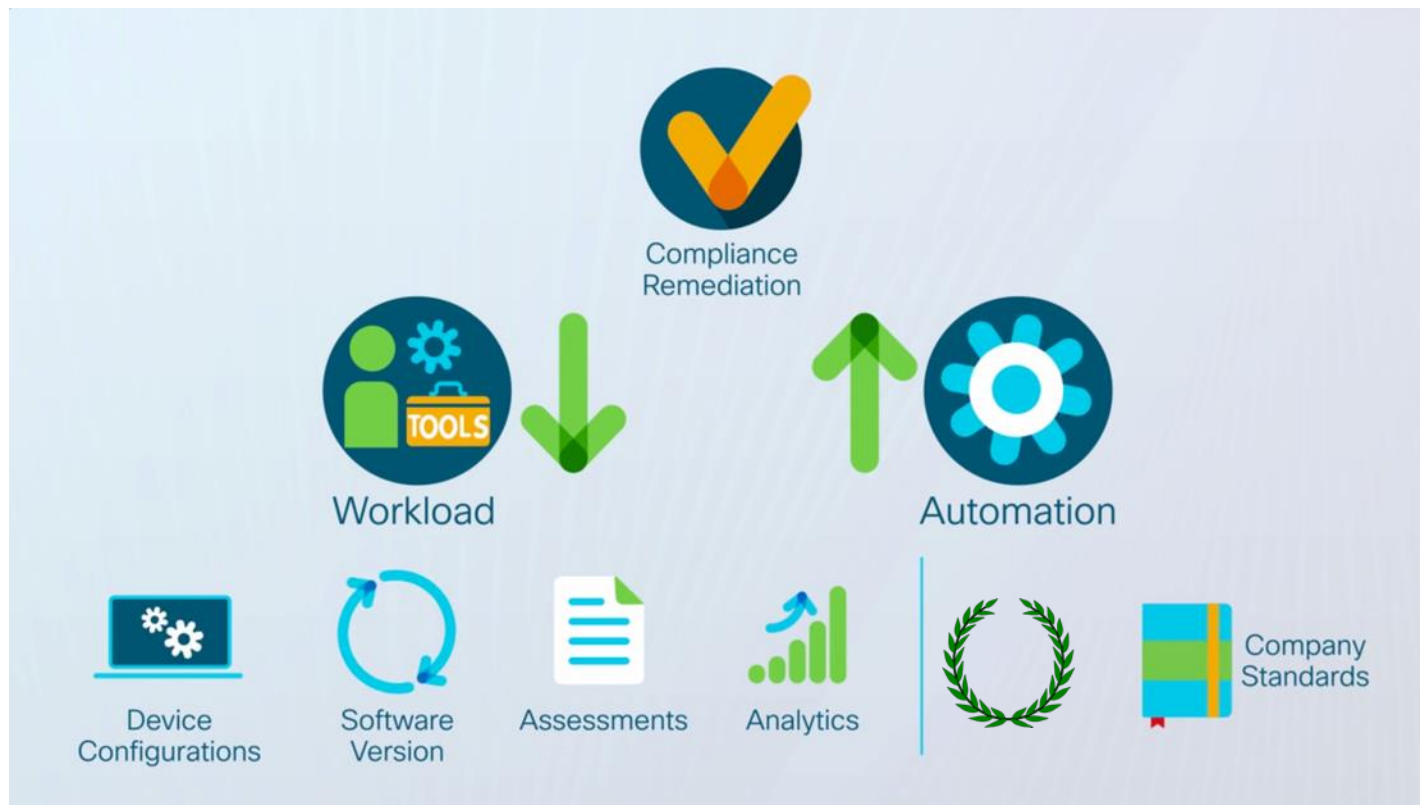 Compliance
Remediation
TOOLS
Workload
Automation
Device
Configurations
Software
Version
Assessments
Analytics
Company
Standards